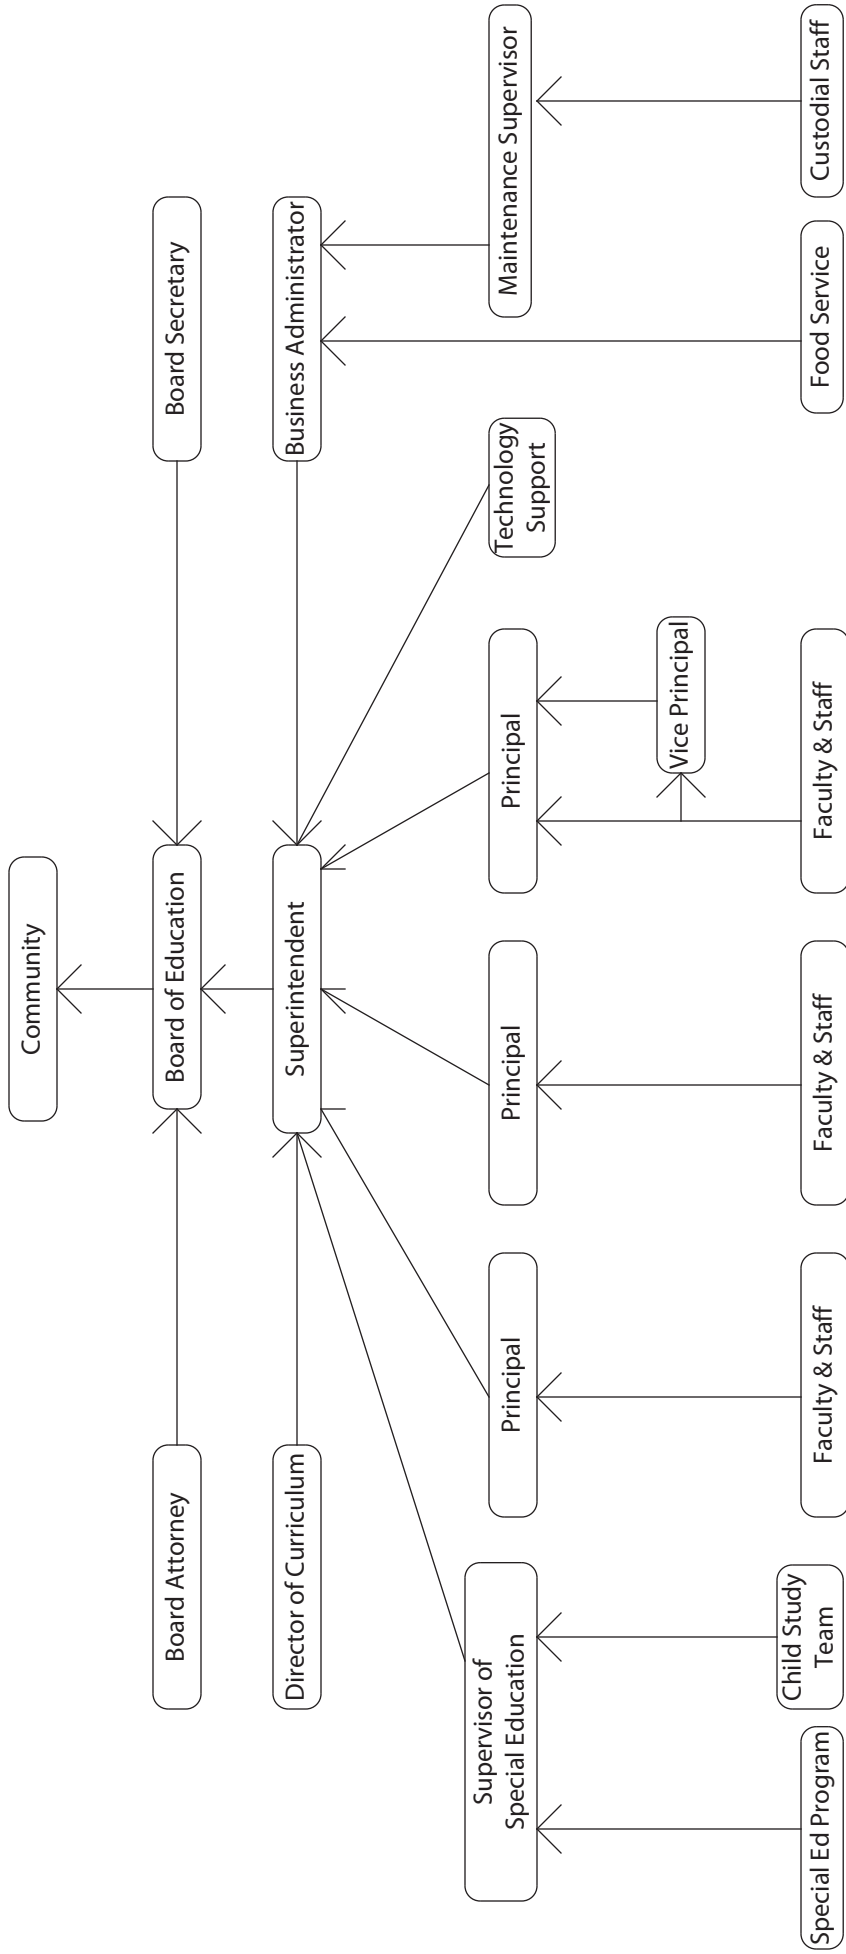 Community
Board Attorney
Board of Education
Board Secretary
Director of Curriculum
Superintendent
Business Administrator
Supervisor of
Special Education
Principal
Principal
Principal
Technology
Support
Maintenance Supervisor
Vice Principal
Special Ed Program
Child Study
Team
Faculty & Staff
Faculty & Staff
Faculty & Staff
Food Service
Custodial Staff